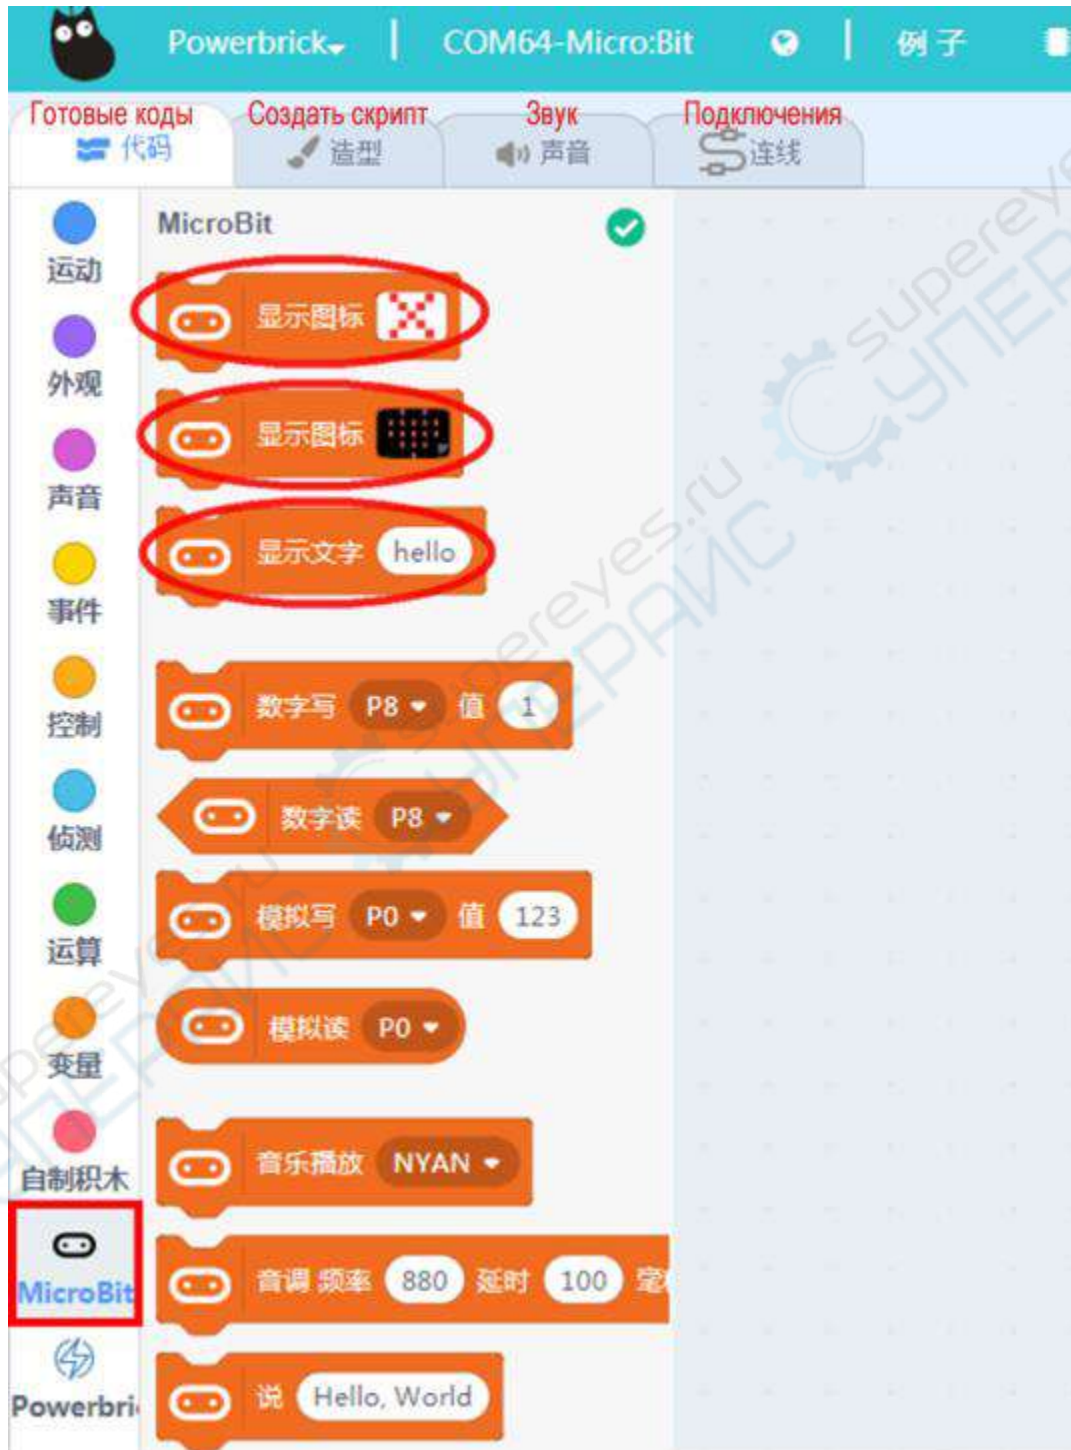 Powerbrick
COM64-Micro:Bit
例子
Готовые коды
Создать скрипт
Звук
Подключения
代码
造型
声音
连线
运动
外观
声音
事件
控制
侦测
运算
变量
自制积木
MicroBit
Powerbri
MicroBit
显示图标
显示图标
显示文字 hello
数字写 P8 值 1
数字读 P8
模拟写 P0 值 123
模拟读 P0
音乐播放 NYAN
音调 频率 880 延时 100
说 Hello, World
supereyes.ru
СУПЕРАЙС